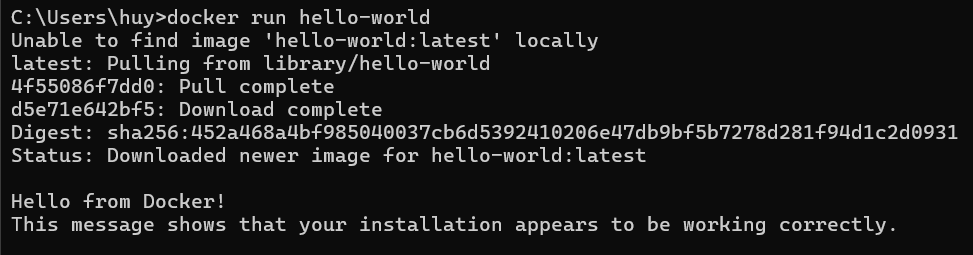 C:\Users\huy>docker run hello-world
Unable to find image 'hello-world:latest' locally
latest: Pulling from library/hello-world
4f55086f7dd0: Pull complete
d5e71e642bf5: Download complete
Digest: sha256:452a468a4bf985040037cb6d5392410206e47db9bf5b7278d281f94d1c2d0931
Status: Downloaded newer image for hello-world:latest

Hello from Docker!
This message shows that your installation appears to be working correctly.